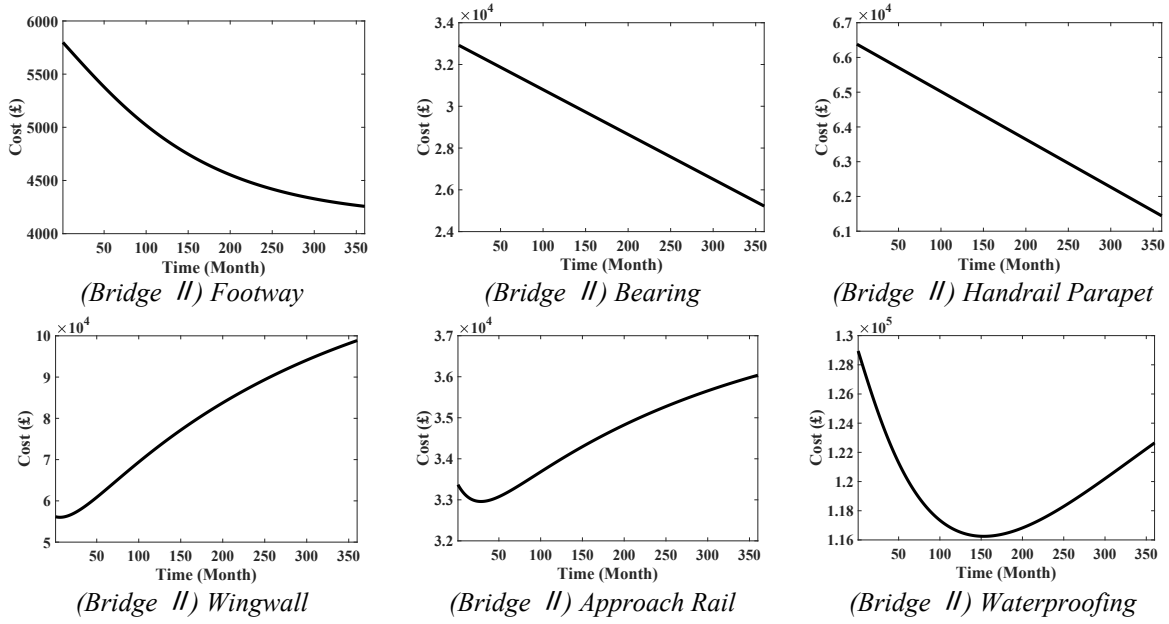 6000
5500
5000
4500
4000
Cost (£)
50 100 150 200 250 300 350
Time (Month)
(Bridge II) Footway
×10⁴
3.4
3.2
3
2.8
2.6
2.4
Cost (£)
50 100 150 200 250 300 350
Time (Month)
(Bridge II) Bearing
×10⁴
6.7
6.6
6.5
6.4
6.3
6.2
6.1
Cost (£)
50 100 150 200 250 300 350
Time (Month)
(Bridge II) Handrail Parapet
×10⁴
10
9
8
7
6
5
Cost (£)
50 100 150 200 250 300 350
Time (Month)
(Bridge II) Wingwall
×10⁴
3.7
3.6
3.5
3.4
3.3
3.2
Cost (£)
50 100 150 200 250 300 350
Time (Month)
(Bridge II) Approach Rail
×10⁵
1.3
1.28
1.26
1.24
1.22
1.2
1.18
1.16
Cost (£)
50 100 150 200 250 300 350
Time (Month)
(Bridge II) Waterproofing